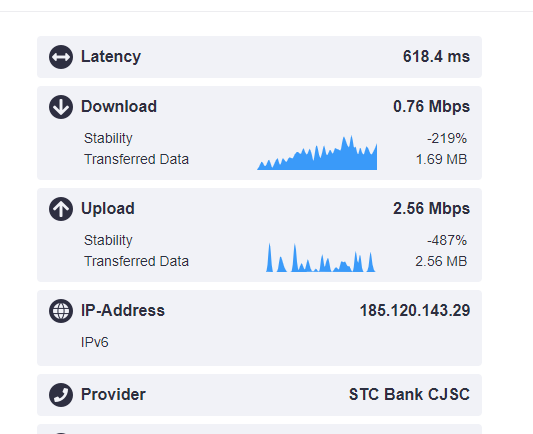 Latency 618.4 ms
Download 0.76 Mbps
Stability -219%
Transferred Data 1.69 MB
Upload 2.56 Mbps
Stability -487%
Transferred Data 2.56 MB
IP-Address 185.120.143.29
IPv6
Provider STC Bank CJSC